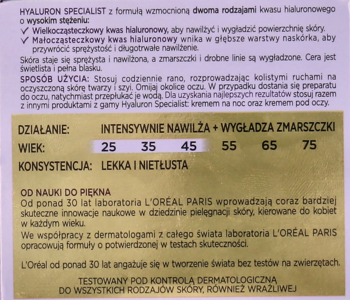 HYALURON SPECIALIST z formułą wzmocnioną dwoma rodzajami kwasu hialuronowego o
wysokim stężeniu:
✓ Wielkocząsteczkowy kwas hialuronowy, aby nawilżyć i wygładzić powierzchnię skóry.
✓ Małocząsteczkowy kwas hialuronowy wnika w głębsze warstwy naskórka, aby
przywrócić sprężystość i długotrwałe nawilżenie.
Skóra staje się sprężysta i nawilżona, a zmarszczki i drobne linie są wygładzone. Cera jest
świetlista i pełna blasku.
SPOSÓB UŻYCIA: Stosuj codziennie rano, rozprowadzając kolistymi ruchami na
oczyszczoną skórę twarzy i szyi. Omijaj okolice oczu. W przypadku dostania się preparatu
do oczu, natychmiast przepłukać je wodą. Dla uzyskania najlepszych rezultatów stosuj razem
z innymi produktami z gamy Hyaluron Specialist: kremem na noc oraz kremem pod oczy.
DZIAŁANIE: INTENSYWNIE NAWILŻA + WYGŁADZA ZMARSZCZKI
WIEK: 25 35 45 55 65 75
KONSYSTENCJA: LEKKA I NIETŁUSTA
OD NAUKI DO PIĘKNA
Od ponad 30 lat laboratoria L'ORÉAL PARIS wprowadzają coraz bardziej
skuteczne innowacje naukowe w dziedzinie pielęgnacji skóry, kierowane do kobiet
w każdym wieku.
We współpracy z dermatologami z całego świata laboratoria L'ORÉAL PARIS
opracowują formuły o potwierdzonej w testach skuteczności.
L'Oréal od ponad 30 lat angażuje się w tworzenie świata bez testów na zwierzętach.
TESTOWANY POD KONTROLĄ DERMATOLOGICZNĄ
DO WSZYSTKICH RODZAJÓW SKÓRY, RÓWNIEŻ WRAŻLIWEJ